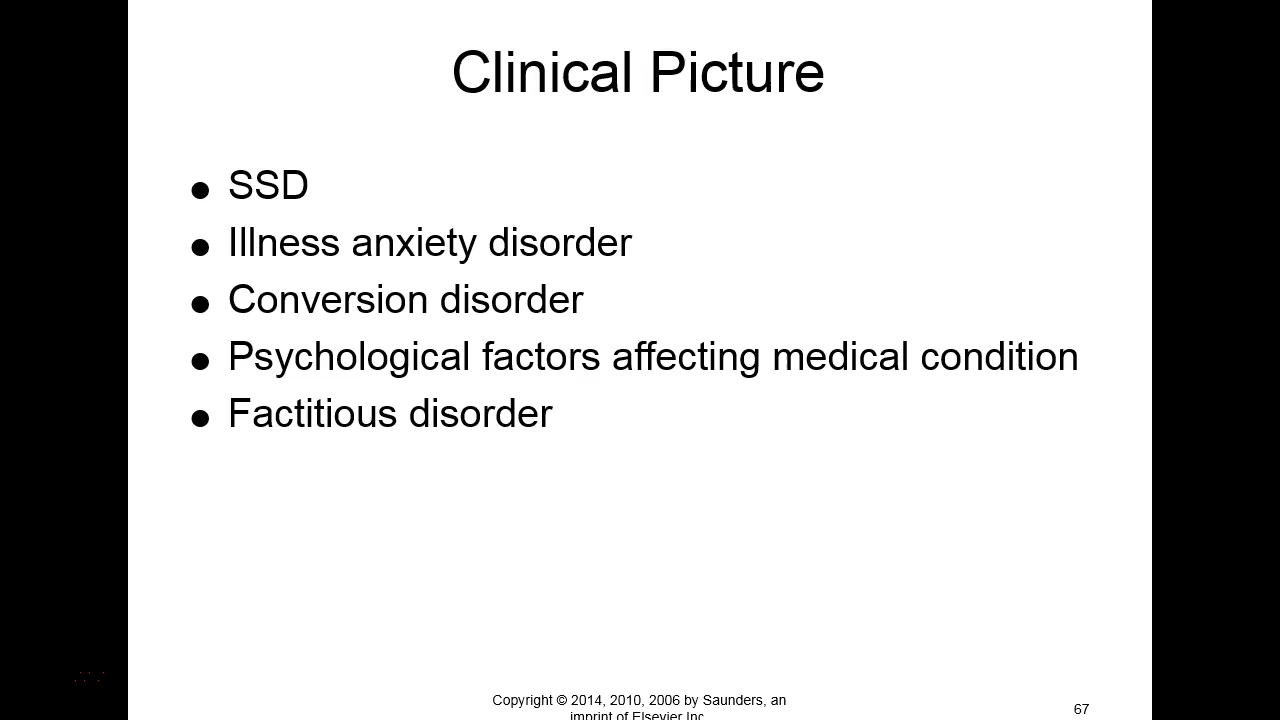 Clinical Picture
● SSD
● Illness anxiety disorder
● Conversion disorder
● Psychological factors affecting medical condition
● Factitious disorder
Copyright © 2014, 2010, 2006 by Saunders, an
imprint of Elsevier Inc
67